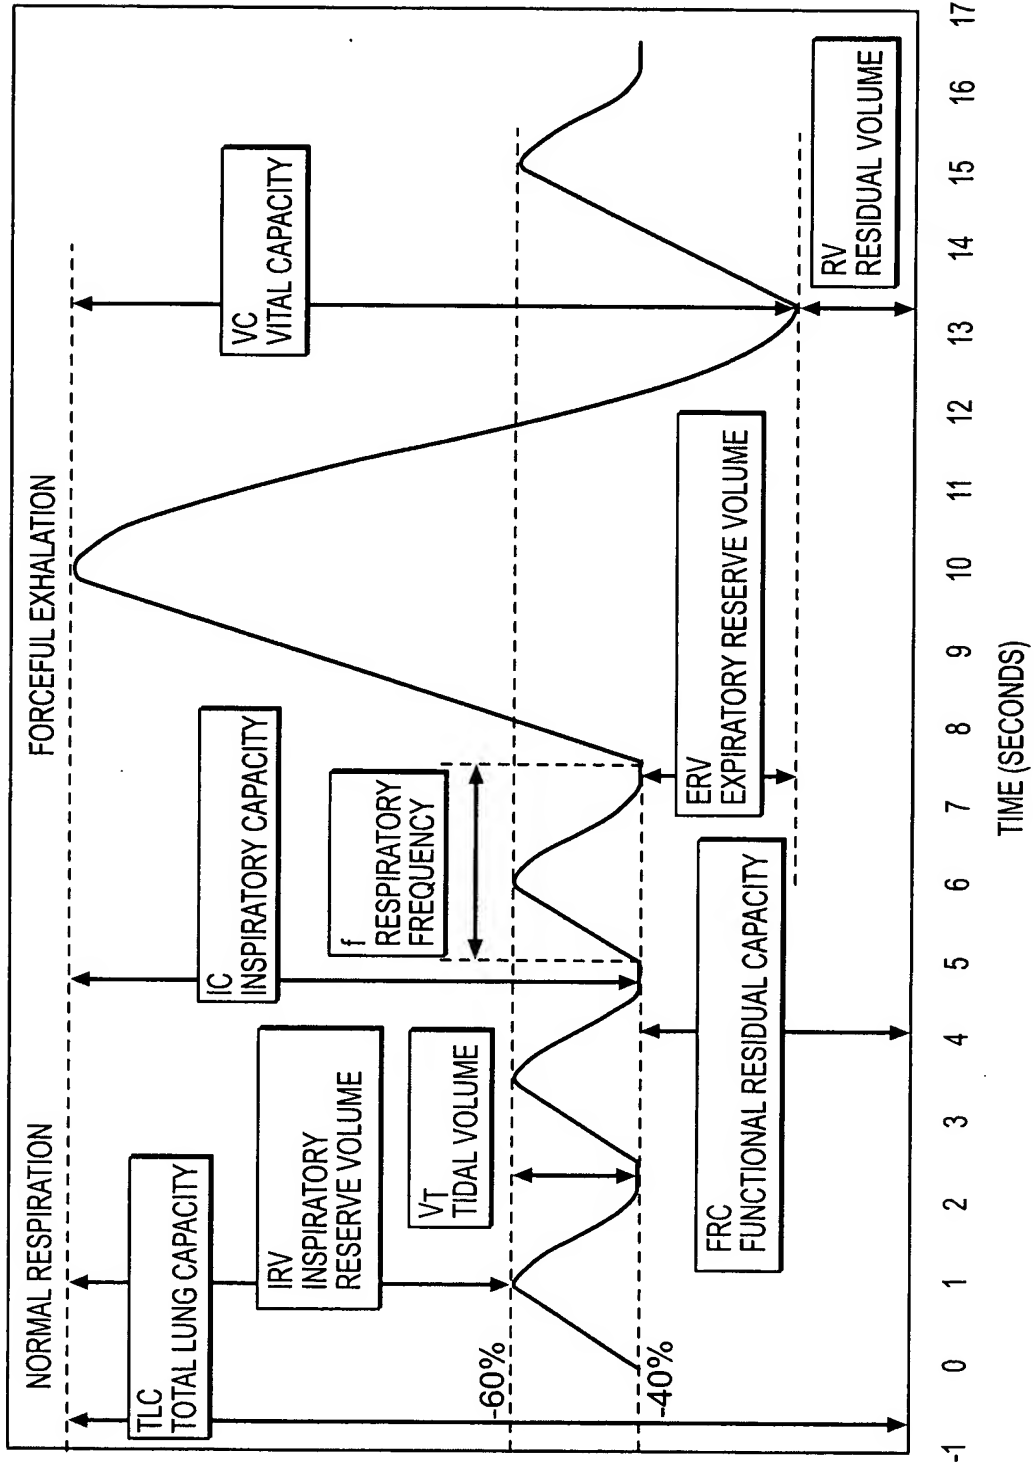 NORMAL RESPIRATION
FORCEFUL EXHALATION
TLC
TOTAL LUNG CAPACITY
IRV
INSPIRATORY
RESERVE VOLUME
IC
INSPIRATORY CAPACITY
VC
VITAL CAPACITY
VT
TIDAL VOLUME
f
RESPIRATORY
FREQUENCY
-60%
-40%
FRC
FUNCTIONAL RESIDUAL CAPACITY
ERV
EXPIRATORY RESERVE VOLUME
RV
RESIDUAL VOLUME
-1 0 1 2 3 4 5 6 7 8 9 10 11 12 13 14 15 16 17
TIME (SECONDS)